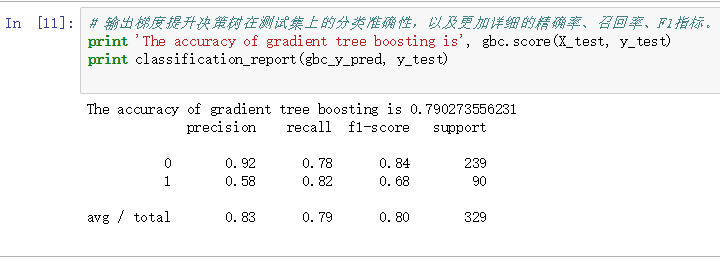 In [11]: # 输出梯度提升决策树在测试集上的分类准确性，以及更加详细的精确率、召回率、F1指标。
print 'The accuracy of gradient tree boosting is', gbc.score(X_test, y_test)
print classification_report(gbc_y_pred, y_test)
The accuracy of gradient tree boosting is 0.790273556231
precision recall f1-score support
0 0.92 0.78 0.84 239
1 0.58 0.82 0.68 90
avg / total 0.83 0.79 0.80 329